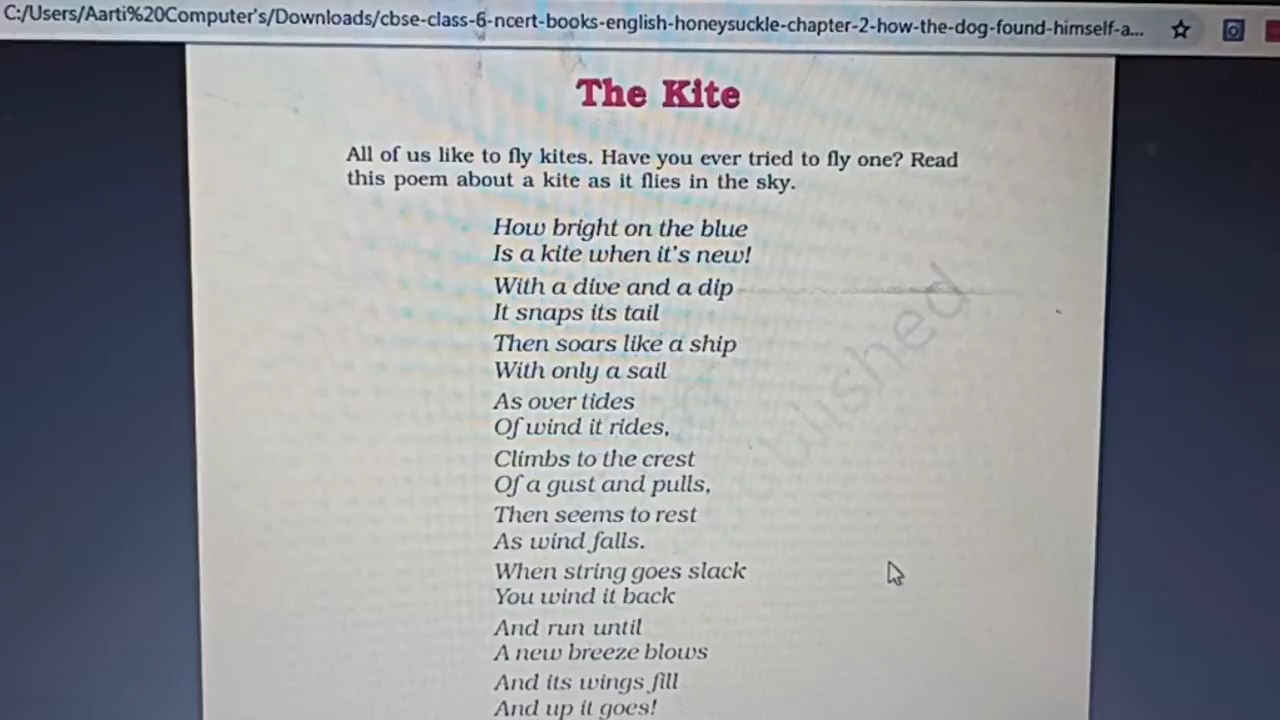 C:/Users/Aarti%20Computer's/Downloads/cbse-class-6-ncert-books-english-honeysuckle-chapter-2-how-the-dog-found-himself-a...
The Kite
All of us like to fly kites. Have you ever tried to fly one? Read
this poem about a kite as it flies in the sky.
How bright on the blue
Is a kite when it's new!
With a dive and a dip
It snaps its tail
Then soars like a ship
With only a sail
As over tides
Of wind it rides,
Climbs to the crest
Of a gust and pulls,
Then seems to rest
As wind falls.
When string goes slack
You wind it back
And run until
A new breeze blows
And its wings fill
And up it goes!